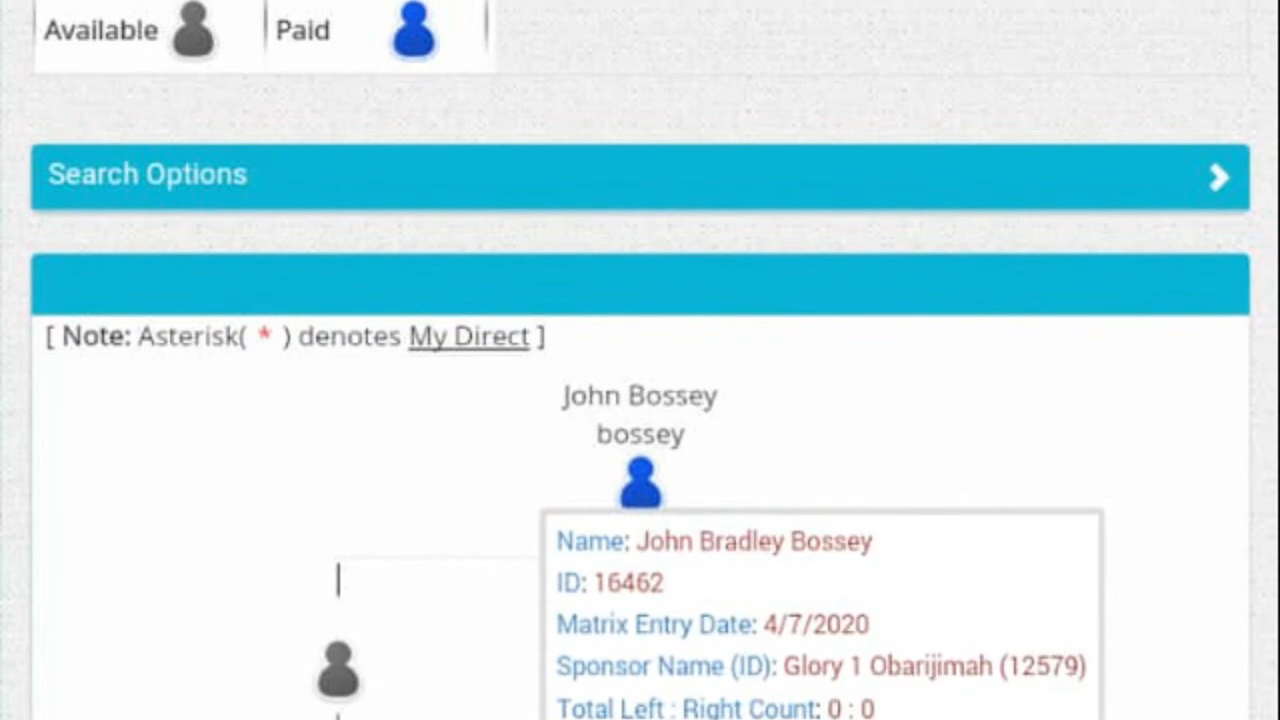 Available Paid
Search Options
[ Note: Asterisk( * ) denotes My Direct ]
John Bossey
bossey
Name: John Bradley Bossey
ID: 16462
Matrix Entry Date: 4/7/2020
Sponsor Name (ID): Glory 1 Obarijimah (12579)
Total Left : Right Count: 0 : 0